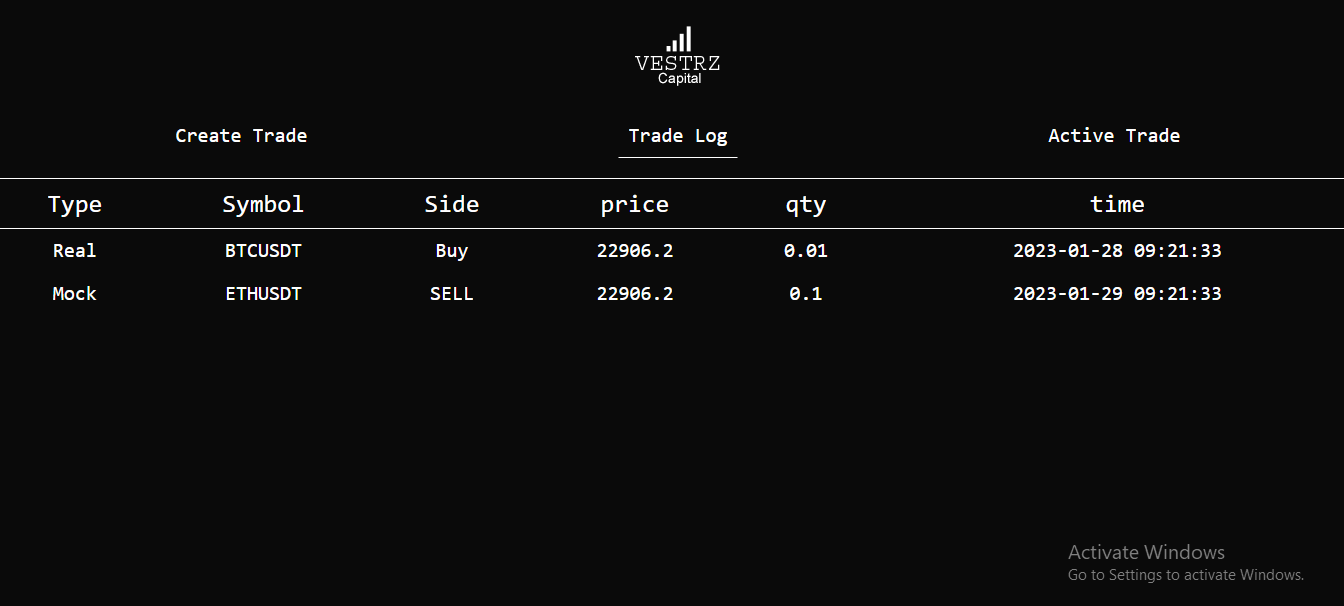 VESTRZ
Capital
Create Trade Trade Log Active Trade
Type Symbol Side price qty time
Real BTCUSDT Buy 22906.2 0.01 2023-01-28 09:21:33
Mock ETHUSDT SELL 22906.2 0.1 2023-01-29 09:21:33
Activate Windows
Go to Settings to activate Windows.